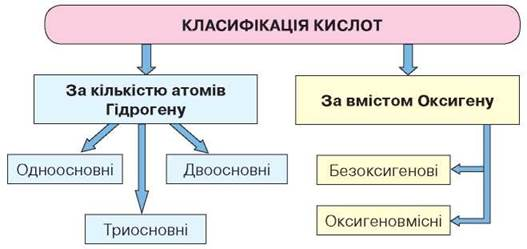 КЛАСИФІКАЦІЯ КИСЛОТ
За кількістю атомів
Гідрогену
За вмістом Оксигену
Одноосновні
Двоосновні
Триосновні
Безоксигенові
Оксигеновмісні